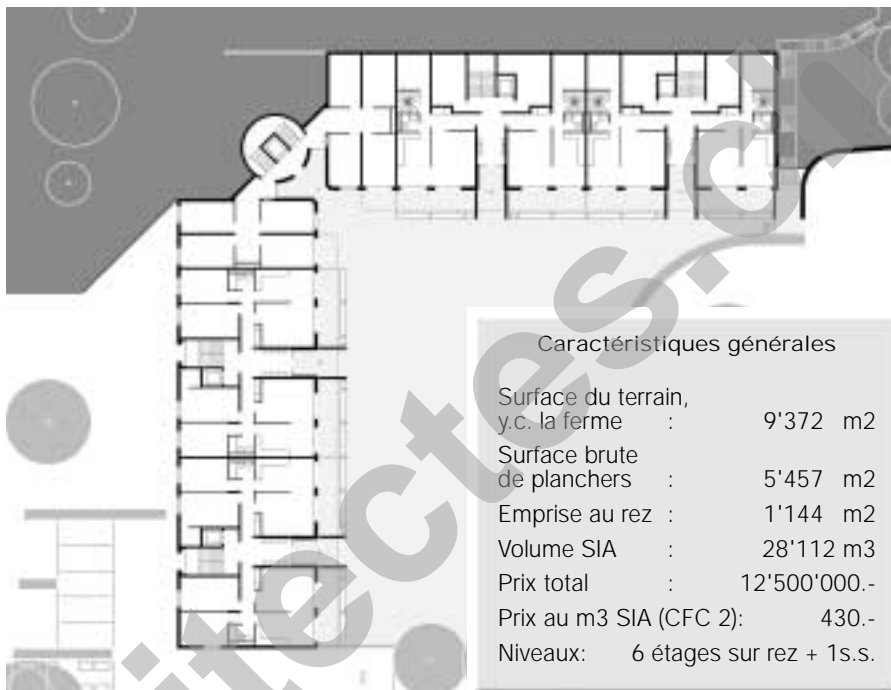 Caractéristiques générales
Surface du terrain,
y.c. la ferme : 9'372 m2
Surface brute
de planchers : 5'457 m2
Emprise au rez : 1'144 m2
Volume SIA : 28'112 m3
Prix total : 12'500'000.-
Prix au m3 SIA (CFC 2): 430.-
Niveaux: 6 étages sur rez + 1s.s.
itectes.c